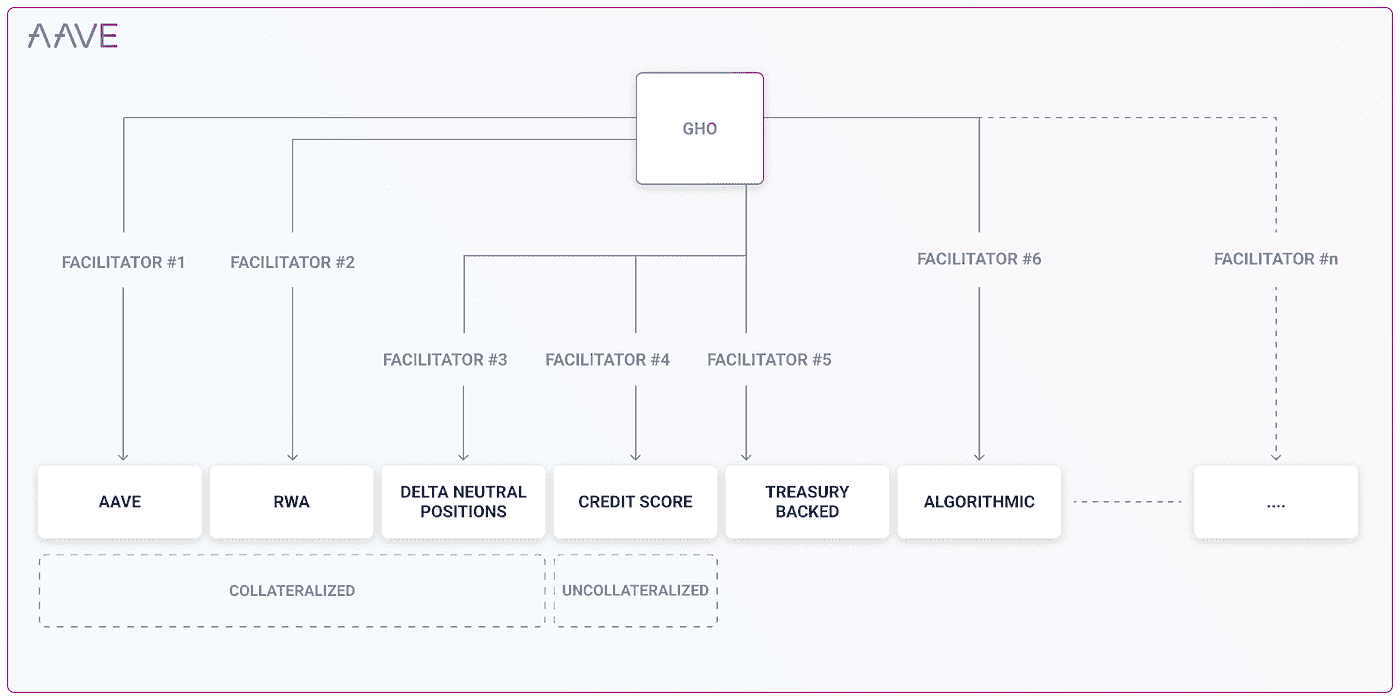 AAVE
GHO
FACILITATOR #1
FACILITATOR #2
FACILITATOR #6
FACILITATOR #n
FACILITATOR #3
FACILITATOR #4
FACILITATOR #5
AAVE
RWA
DELTA NEUTRAL
POSITIONS
CREDIT SCORE
TREASURY
BACKED
ALGORITHMIC
....
COLLATERALIZED
UNCOLLATERALIZED